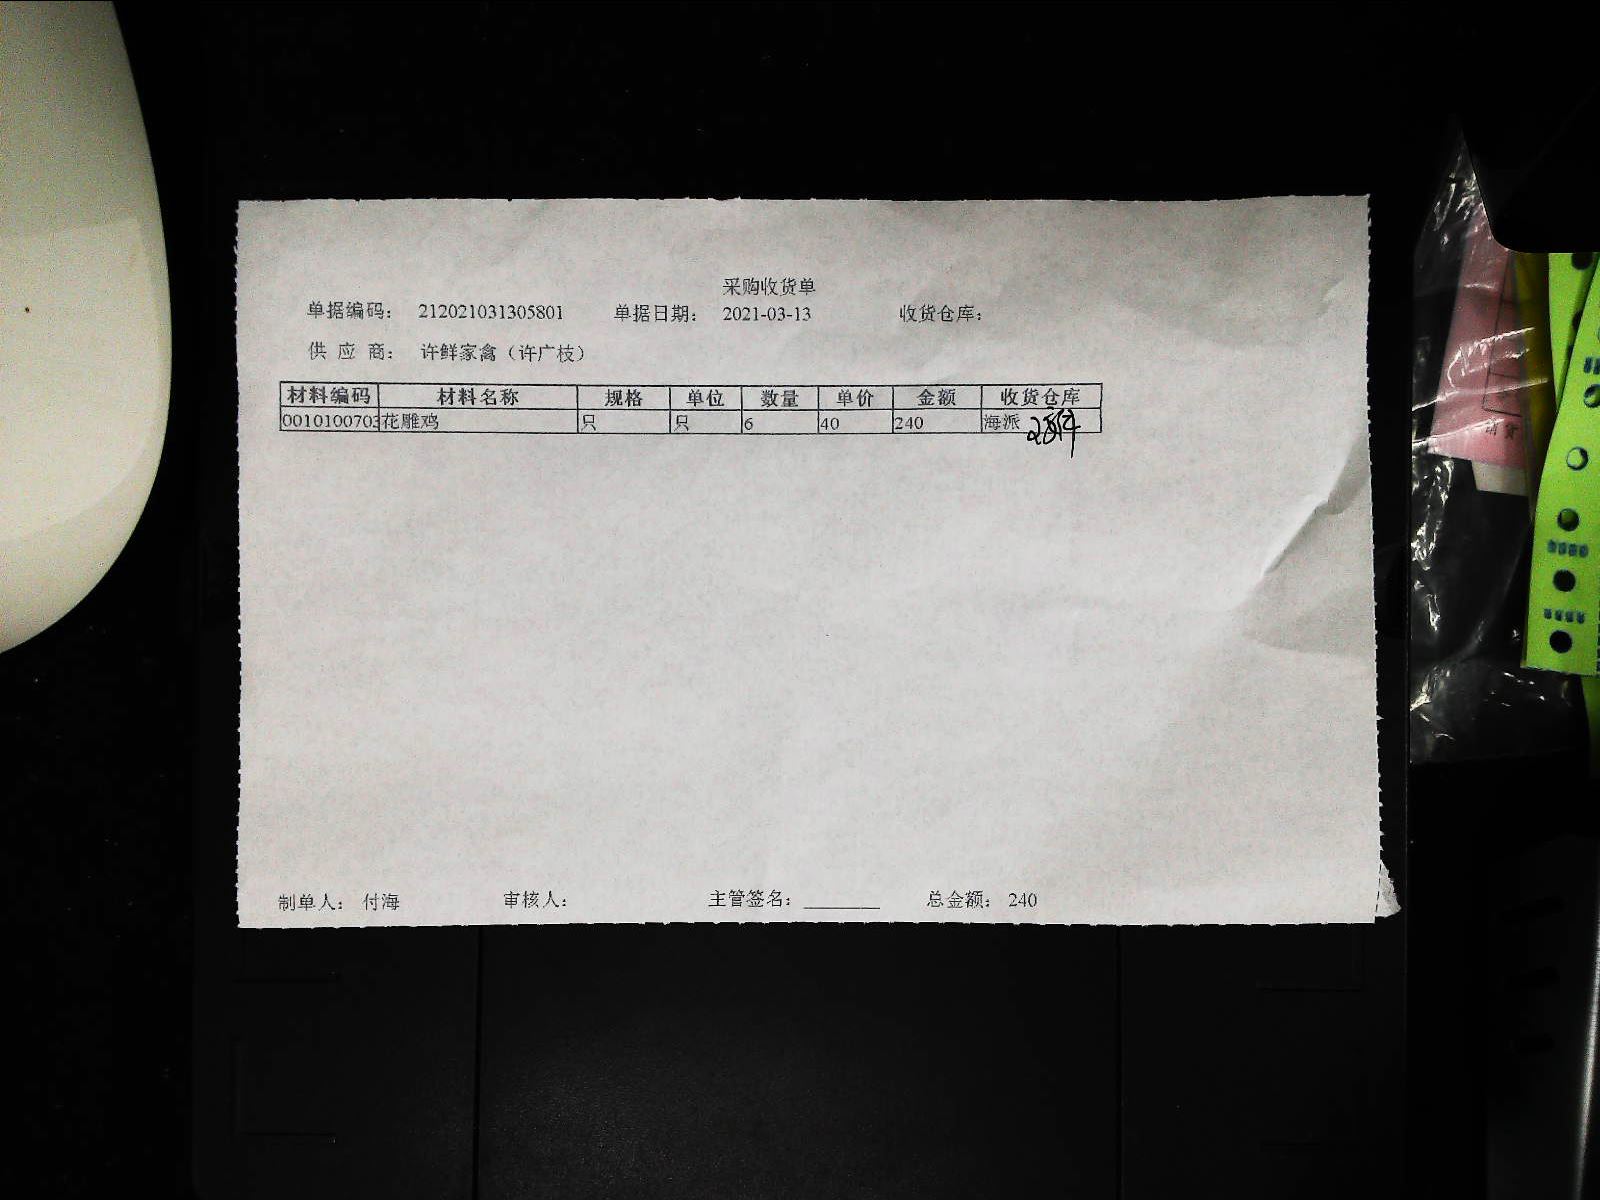 采购收货单
单据编码： 212021031305801 单据日期： 2021-03-13 收货仓库：
供 应 商： 许鲜家禽（许广枝）
材料编码 材料名称 规格 单位 数量 单价 金额 收货仓库
0010100703 花雕鸡 只 只 6 40 240 海派
制单人： 付海 审核人： 主管签名： 总金额： 240